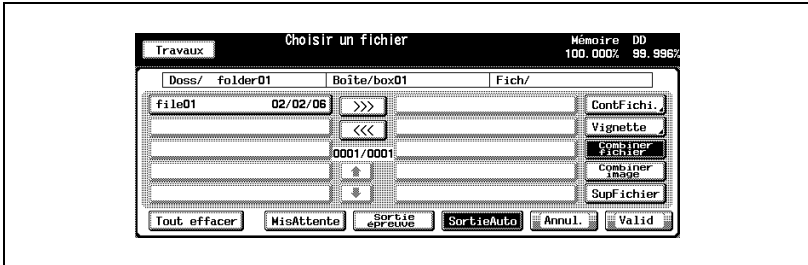 Travaux Choisir un fichier Mémoire DD
100.000% 99.996%
Doss/ folder01 Boîte/box01 Fich/
file01 02/02/06 >>> ContFichi.
<<< Vignette
0001/0001 Combiner fichier
Combiner image
SupFichier
Tout effacer MisAttente Sortie épreuve SortieAuto Annul. Valid